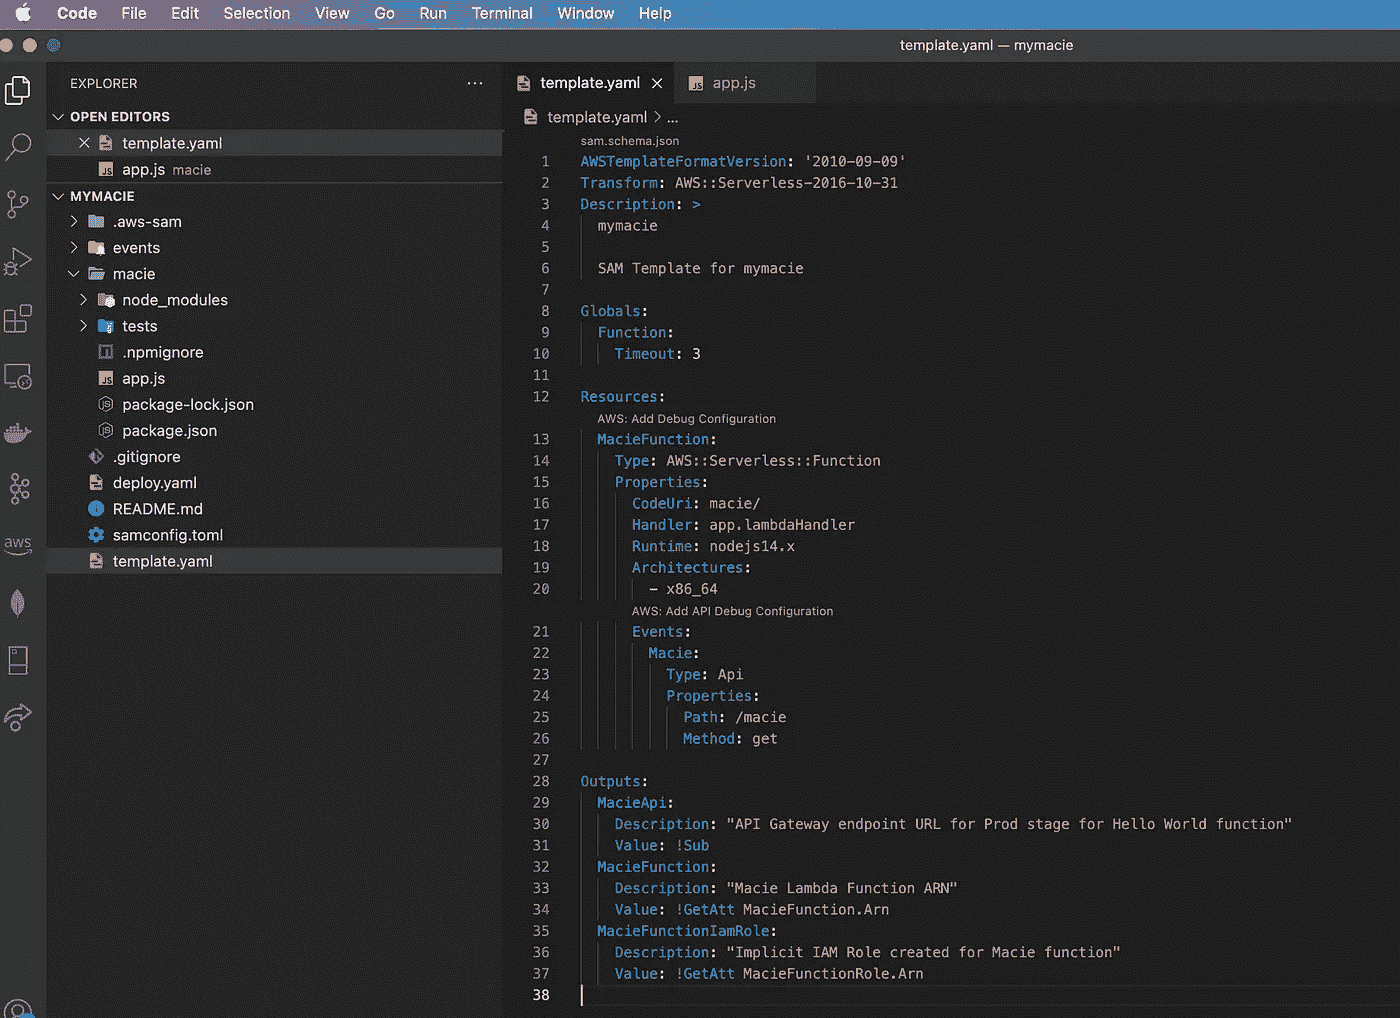 Code File Edit Selection View Go Run Terminal Window Help
template.yaml — mymacie
EXPLORER ...
OPEN EDITORS
template.yaml
JS app.js macie
MYMACIE
.aws-sam
events
macie
node_modules
tests
.npmignore
JS app.js
package-lock.json
package.json
.gitignore
deploy.yaml
README.md
samconfig.toml
template.yaml
aws
template.yaml
JS app.js
template.yaml > ...
sam.schema.json
1 AWSTemplateFormatVersion: '2010-09-09'
2 Transform: AWS::Serverless-2016-10-31
3 Description: >
4 mymacie
5
6 SAM Template for mymacie
7
8 Globals:
9 Function:
10 Timeout: 3
11
12 Resources:
AWS: Add Debug Configuration
13 MacieFunction:
14 Type: AWS::Serverless::Function
15 Properties:
16 CodeUri: macie/
17 Handler: app.lambdaHandler
18 Runtime: nodejs14.x
19 Architectures:
20 - x86_64
AWS: Add API Debug Configuration
21 Events:
22 Macie:
23 Type: Api
24 Properties:
25 Path: /macie
26 Method: get
27
28 Outputs:
29 MacieApi:
30 Description: "API Gateway endpoint URL for Prod stage for Hello World function"
31 Value: !Sub
32 MacieFunction:
33 Description: "Macie Lambda Function ARN"
34 Value: !GetAtt MacieFunction.Arn
35 MacieFunctionIamRole:
36 Description: "Implicit IAM Role created for Macie function"
37 Value: !GetAtt MacieFunctionRole.Arn
38